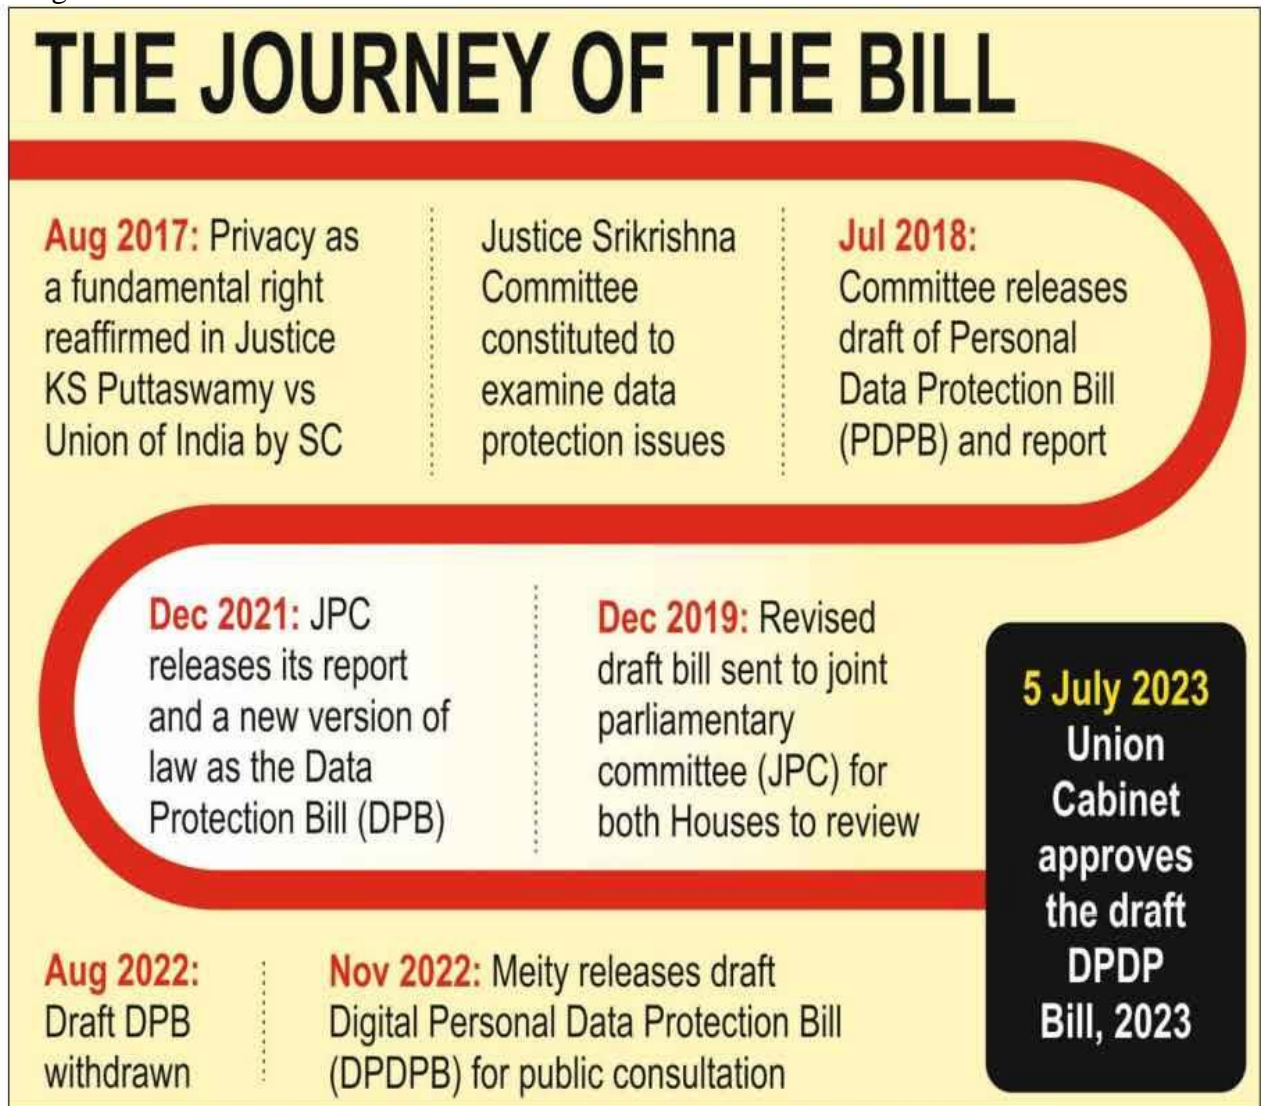 THE JOURNEY OF THE BILL
Aug 2017: Privacy as
a fundamental right
reaffirmed in Justice
KS Puttaswamy vs
Union of India by SC
Justice Srikrishna
Committee
constituted to
examine data
protection issues
Jul 2018:
Committee releases
draft of Personal
Data Protection Bill
(PDPB) and report
Dec 2021: JPC
releases its report
and a new version of
law as the Data
Protection Bill (DPB)
Dec 2019: Revised
draft bill sent to joint
parliamentary
committee (JPC) for
both Houses to review
Aug 2022:
Draft DPB
withdrawn
Nov 2022: Meity releases draft
Digital Personal Data Protection Bill
(DPDPB) for public consultation
5 July 2023
Union
Cabinet
approves
the draft
DPDP
Bill, 2023